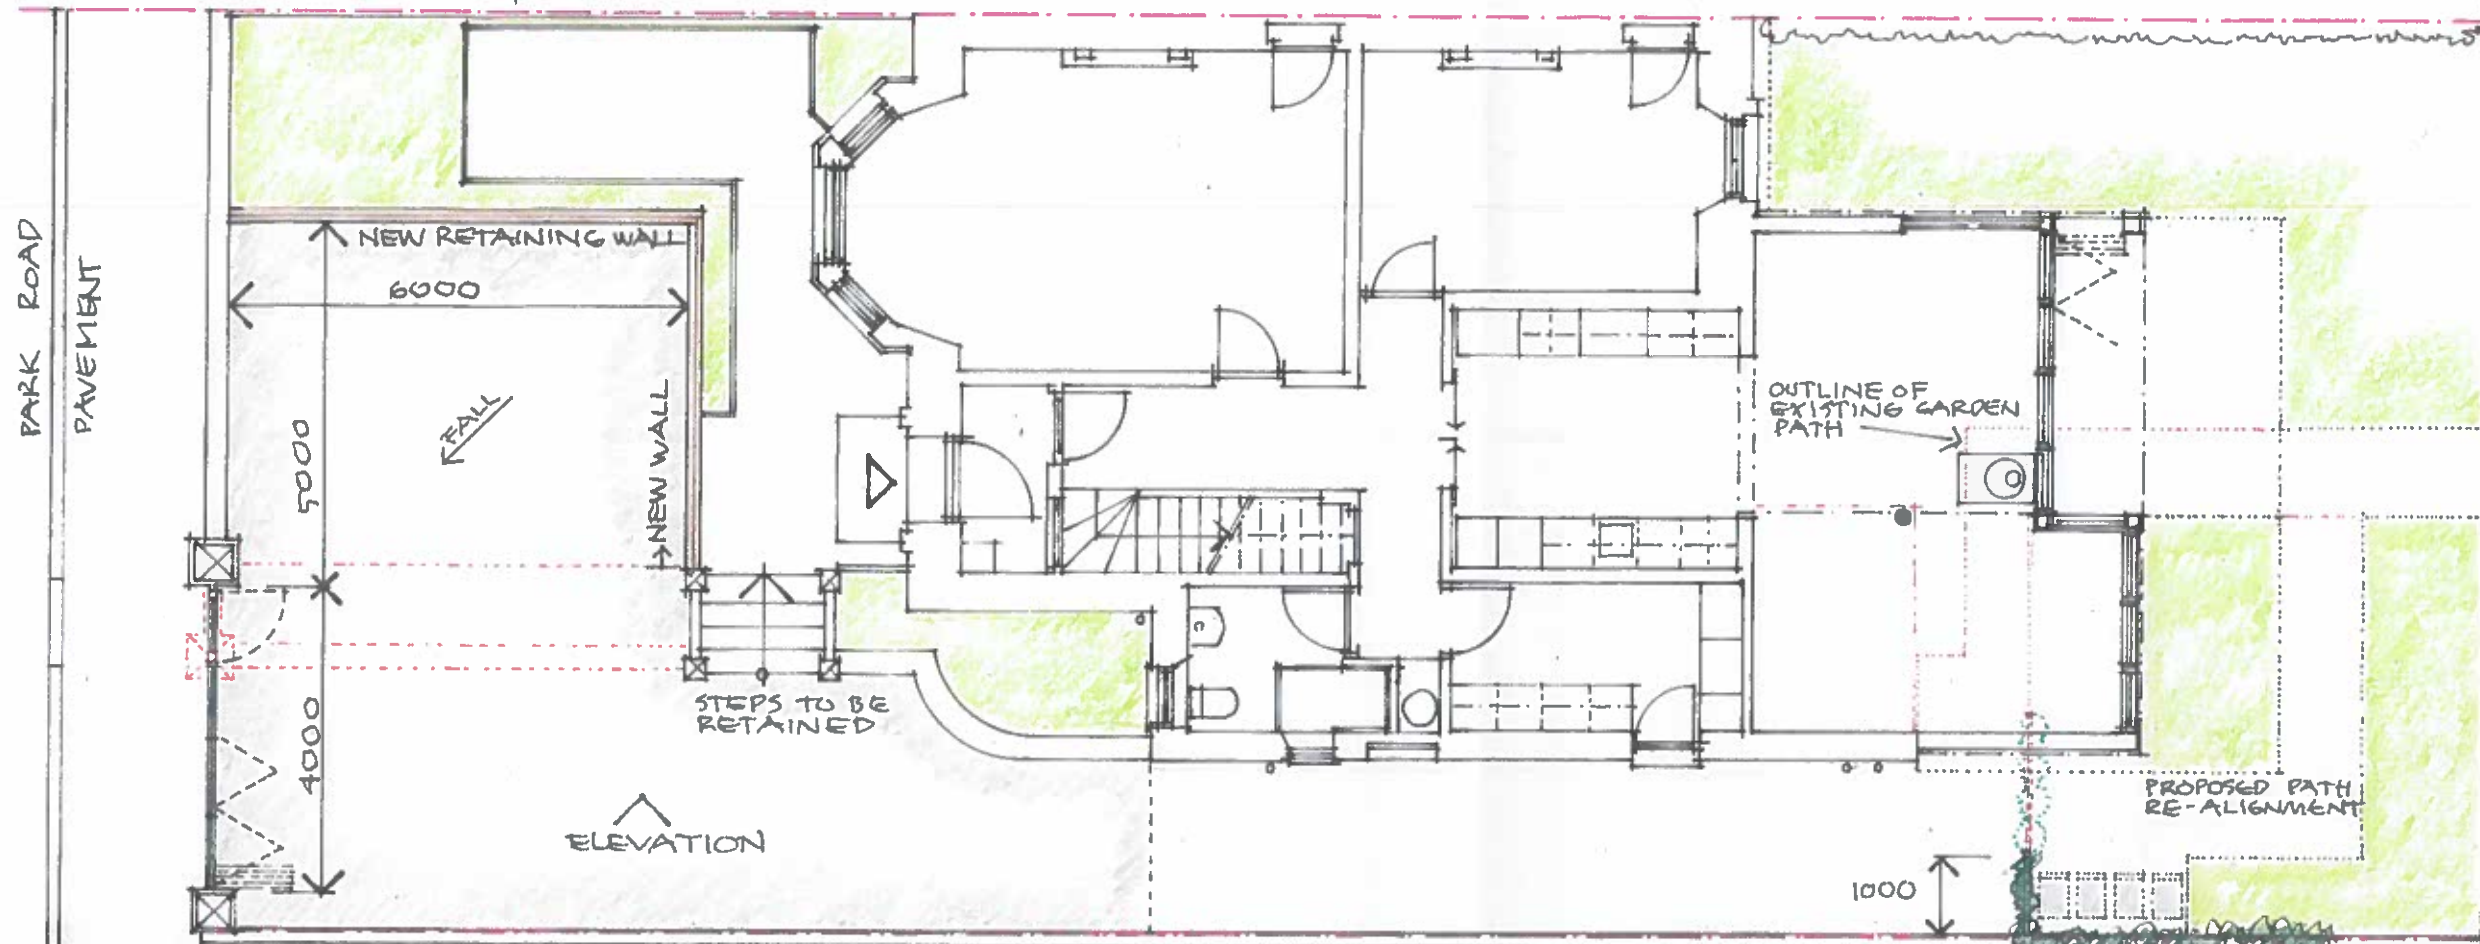 PARK ROAD
PAVEMENT
NEW RETAINING WALL
6000
FALL
5000
NEW WALL
4000
STEPS TO BE
RETAINED
ELEVATION
OUTLINE OF
EXISTING GARDEN
PATH
PROPOSED PATH
RE-ALIGNMENT
1000